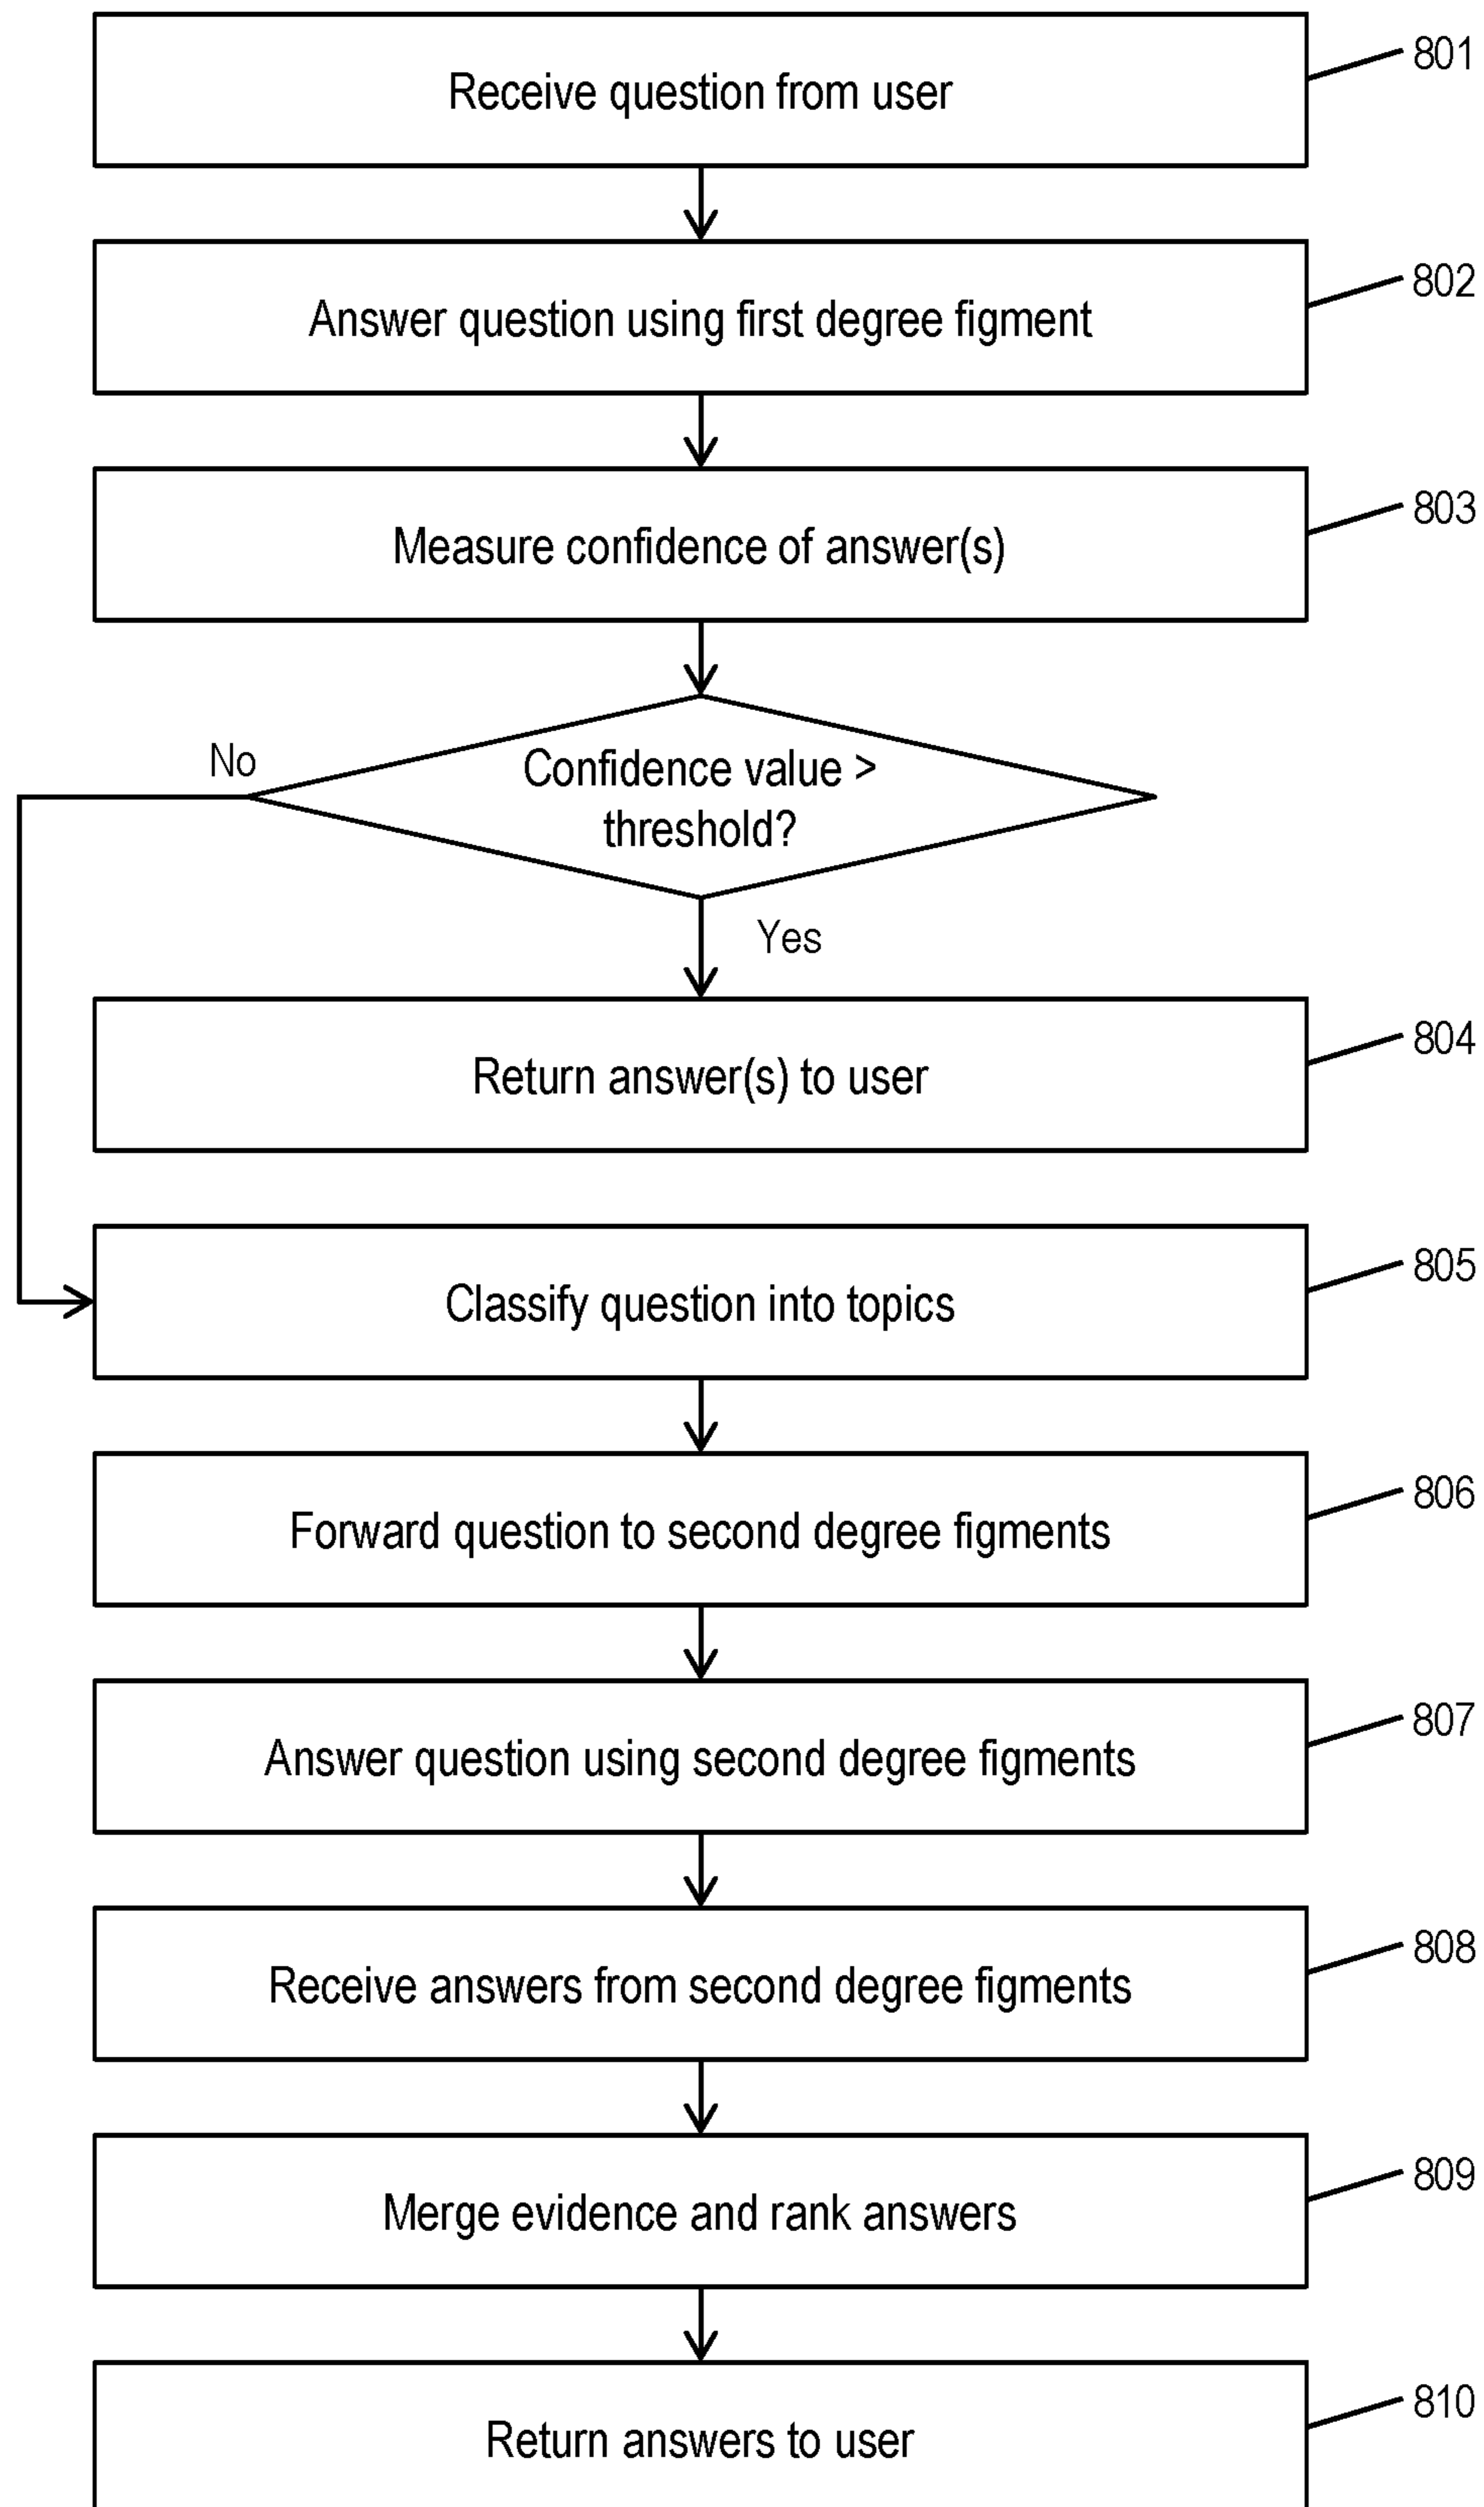 801
Receive question from user
802
Answer question using first degree figment
803
Measure confidence of answer(s)
No
Confidence value >
threshold?
Yes
804
Return answer(s) to user
805
Classify question into topics
806
Forward question to second degree figments
807
Answer question using second degree figments
808
Receive answers from second degree figments
809
Merge evidence and rank answers
810
Return answers to user